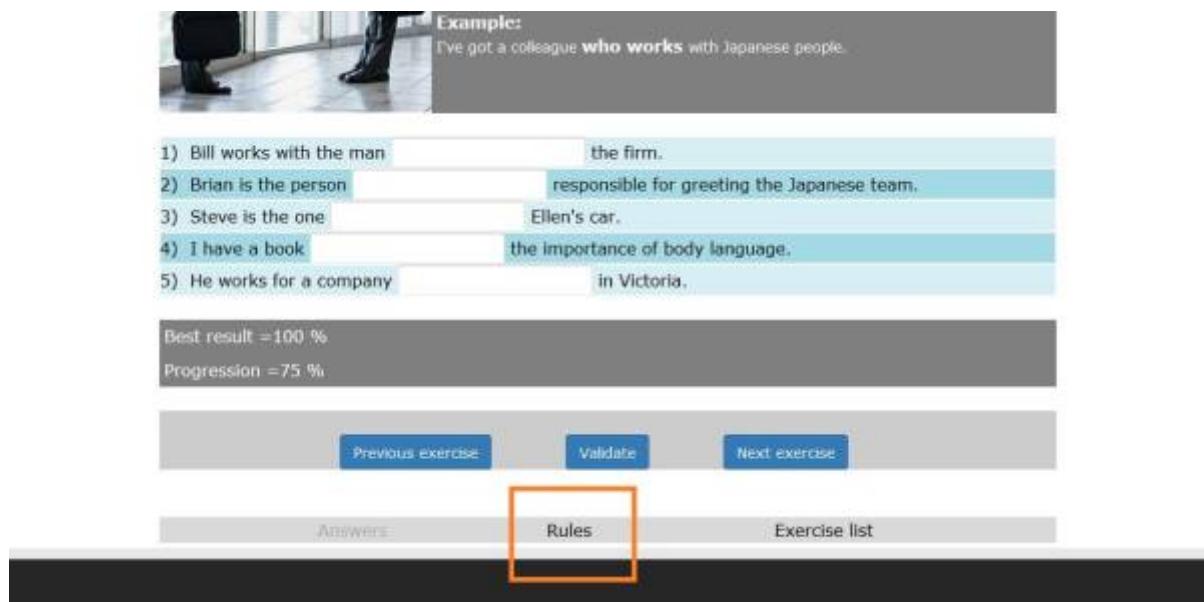 Example:
I've got a colleague who works with Japanese people.
1) Bill works with the man the firm.
2) Brian is the person responsible for greeting the Japanese team.
3) Steve is the one Ellen's car.
4) I have a book the importance of body language.
5) He works for a company in Victoria.
Best result =100 %
Progression =75 %
Previous exercise Validate Next exercise
Answers Rules Exercise list